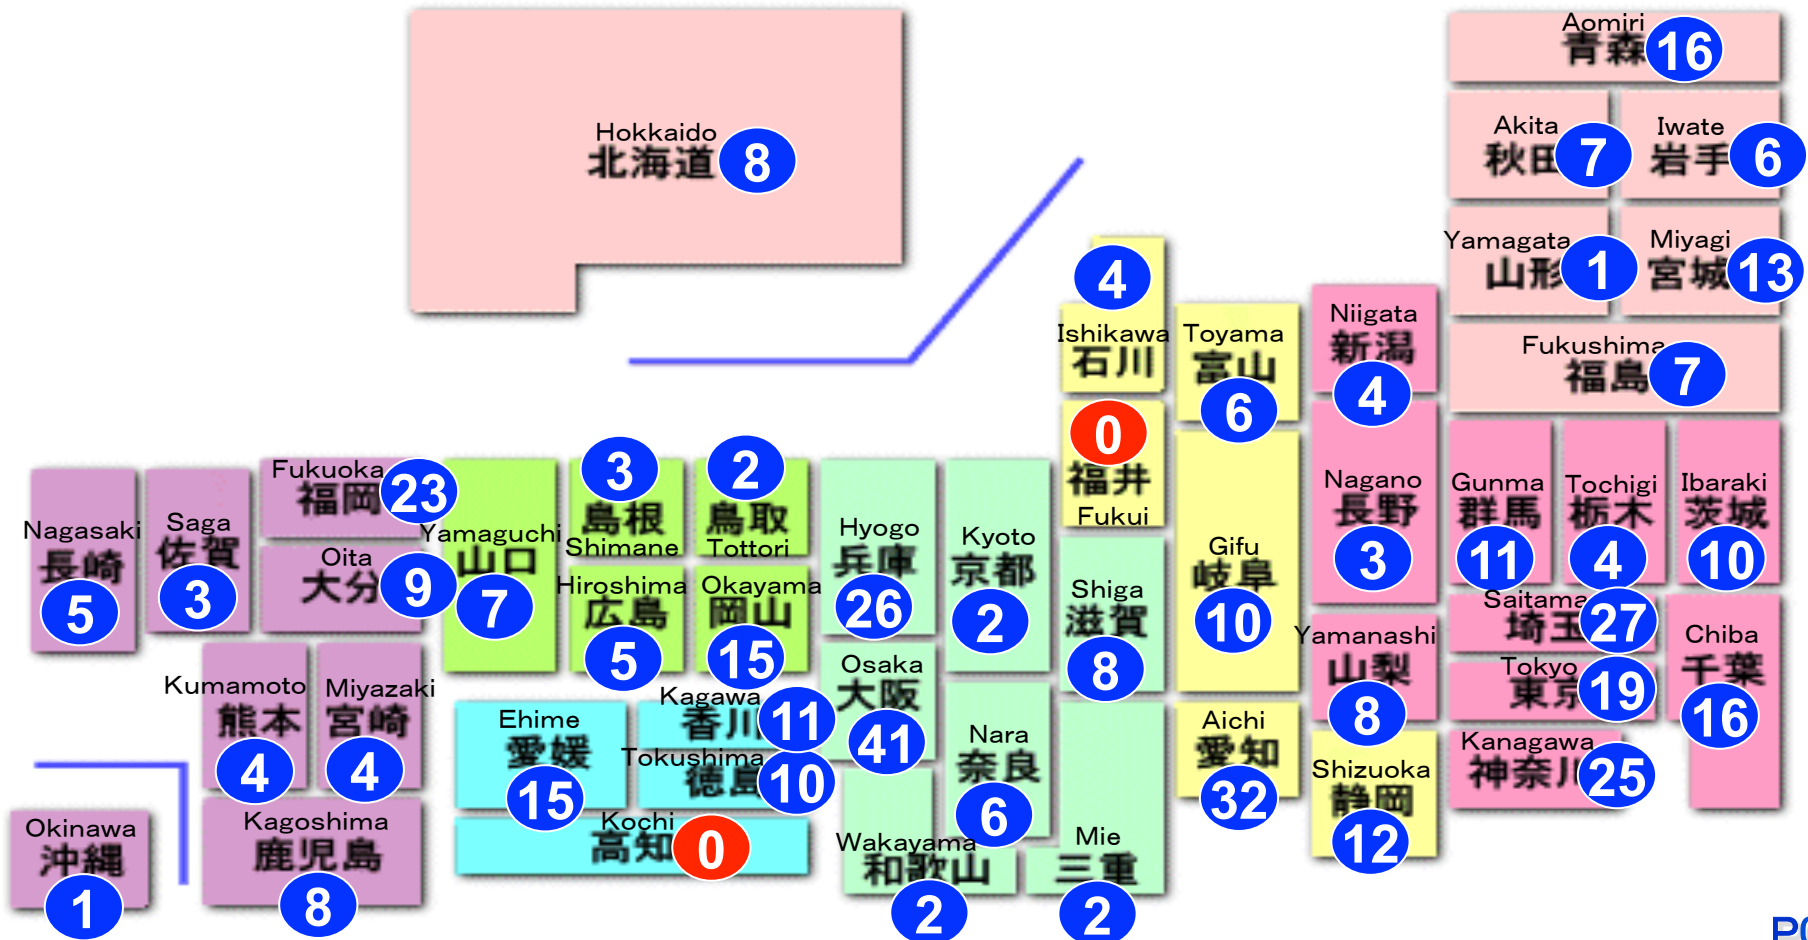 Aomiri
青森 16
Akita
秋田 7
Iwate
岩手 6
Yamagata
山形 1
Miyagi
宮城 13
Fukushima
福島 7
Hokkaido
北海道 8
4
Ishikawa
石川
Toyama
富山
6
Niigata
新潟
4
0
福井
Fukui
Nagano
長野
3
Gunma
群馬
11
Tochigi
栃木
4
Ibaraki
茨城
10
Gifu
岐阜
10
Saitama
埼玉 27
Tokyo
東京 19
Chiba
千葉
16
Kanagawa
神奈川 25
Yamanashi
山梨
8
Shizuoka
静岡
12
Aichi
愛知
32
Shiga
滋賀
8
Mie
三重
2
Kyoto
京都
2
Nara
奈良
6
Hyogo
兵庫
26
Osaka
大阪
41
Wakayama
和歌山
2
2
鳥取
Tottori
3
島根
Shimane
Okayama
岡山
15
Hiroshima
広島
5
Yamaguchi
山口
7
Kagawa
香川 11
Tokushima
徳島 10
Ehime
愛媛
15
Kochi
高知 0
Fukuoka
福岡 23
Oita
大分 9
Saga
佐賀
3
Nagasaki
長崎
5
Kumamoto
熊本
4
Miyazaki
宮崎
4
Kagoshima
鹿児島
8
Okinawa
沖縄
1